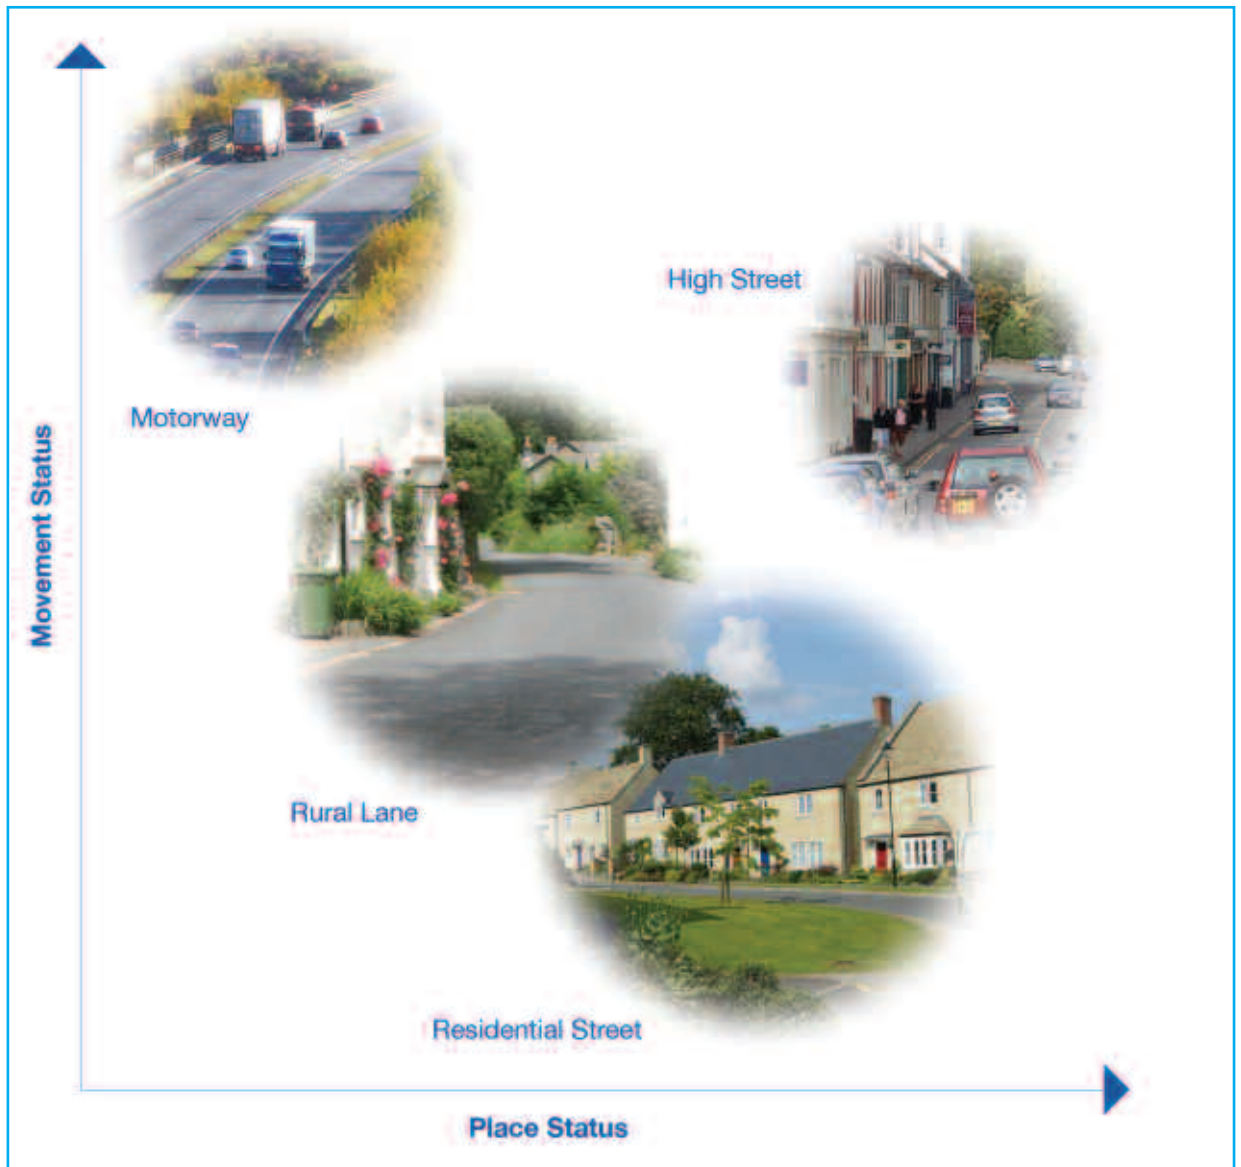 High Street
Motorway
Movement Status
Rural Lane
Residential Street
Place Status